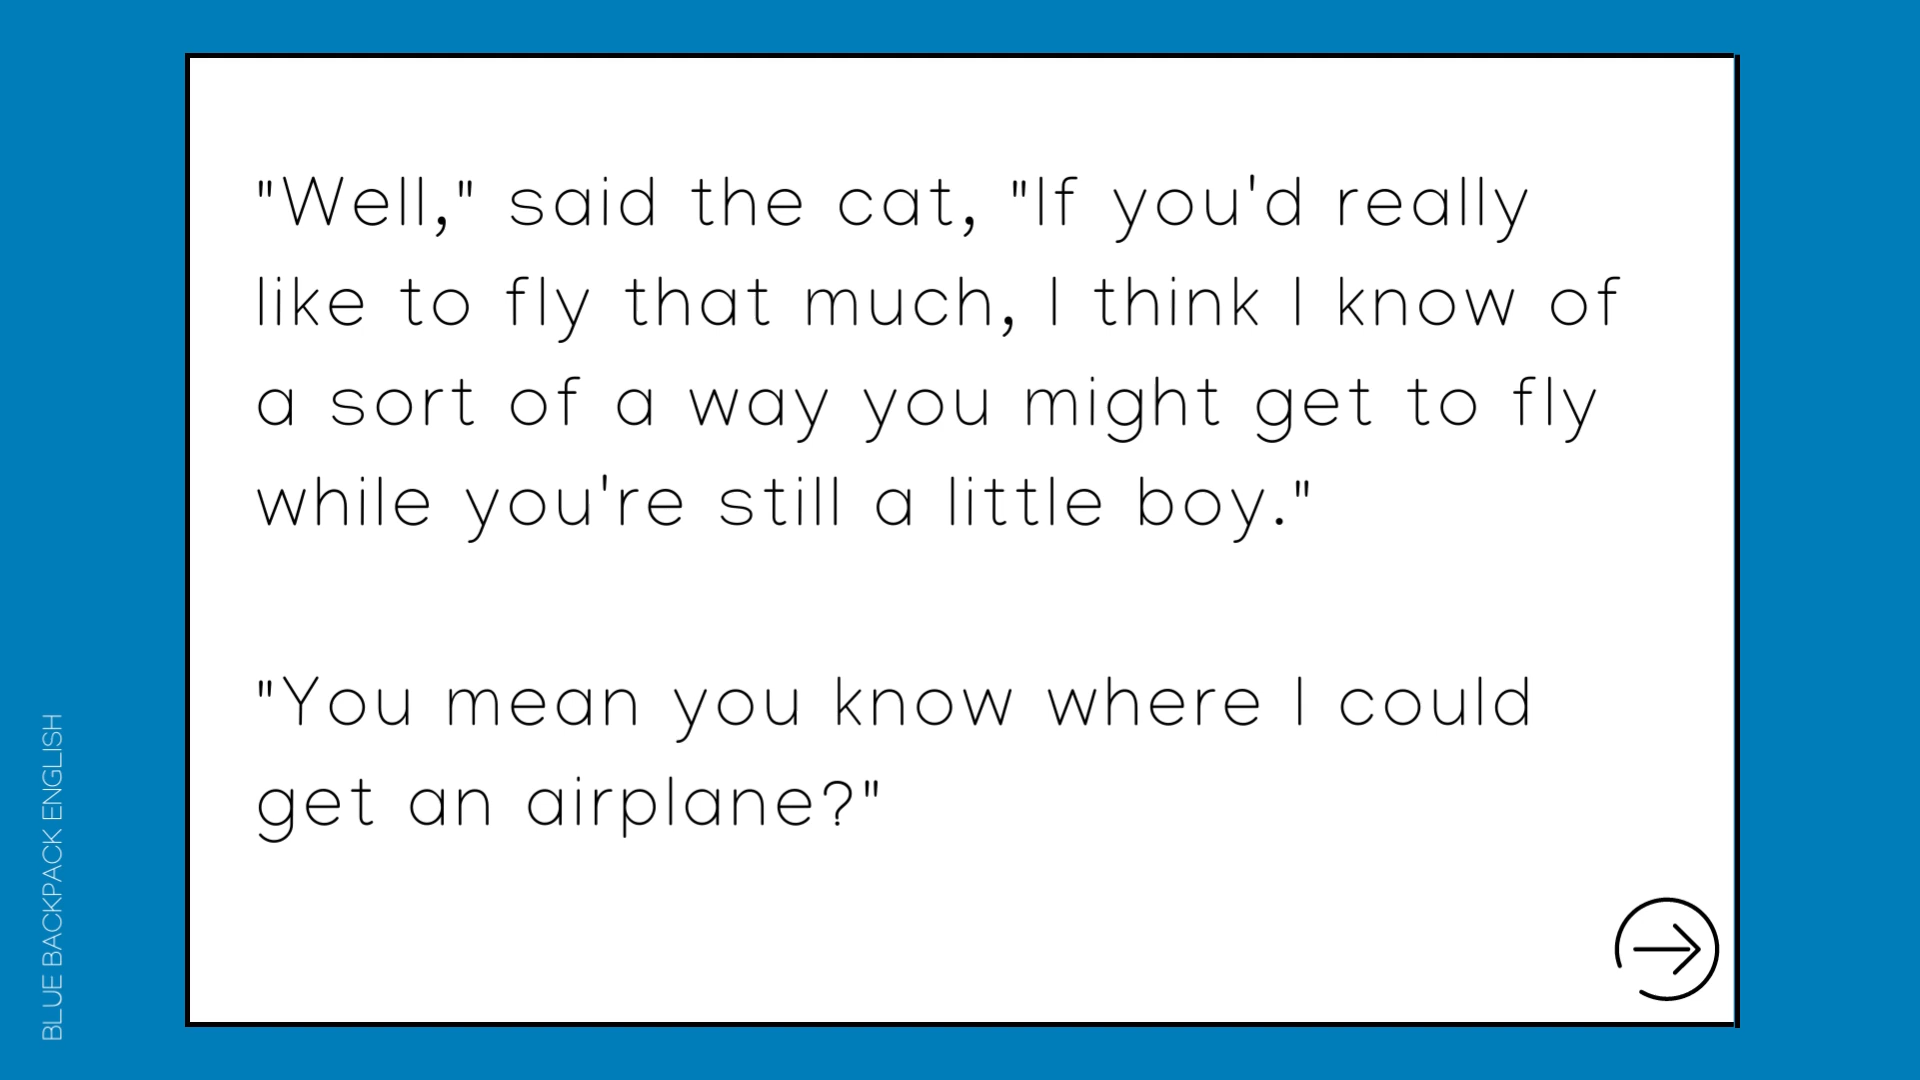 "Well," said the cat, "If you'd really
like to fly that much, I think I know of
a sort of a way you might get to fly
while you're still a little boy."
"You mean you know where I could
get an airplane?"
BLUE BACKPACK ENGLISH